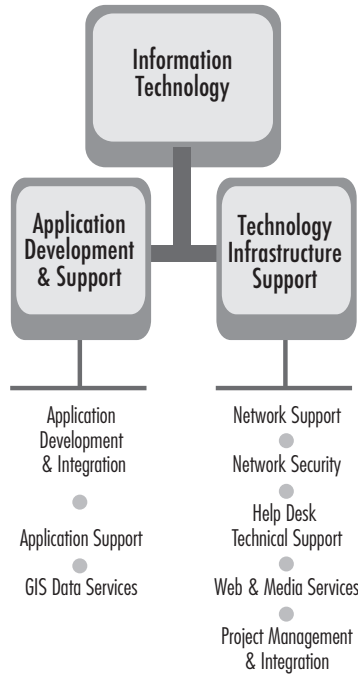 Information
Technology
Application
Development
& Support
Technology
Infrastructure
Support
Application
Development
& Integration
Application Support
GIS Data Services
Network Support
Network Security
Help Desk
Technical Support
Web & Media Services
Project Management
& Integration